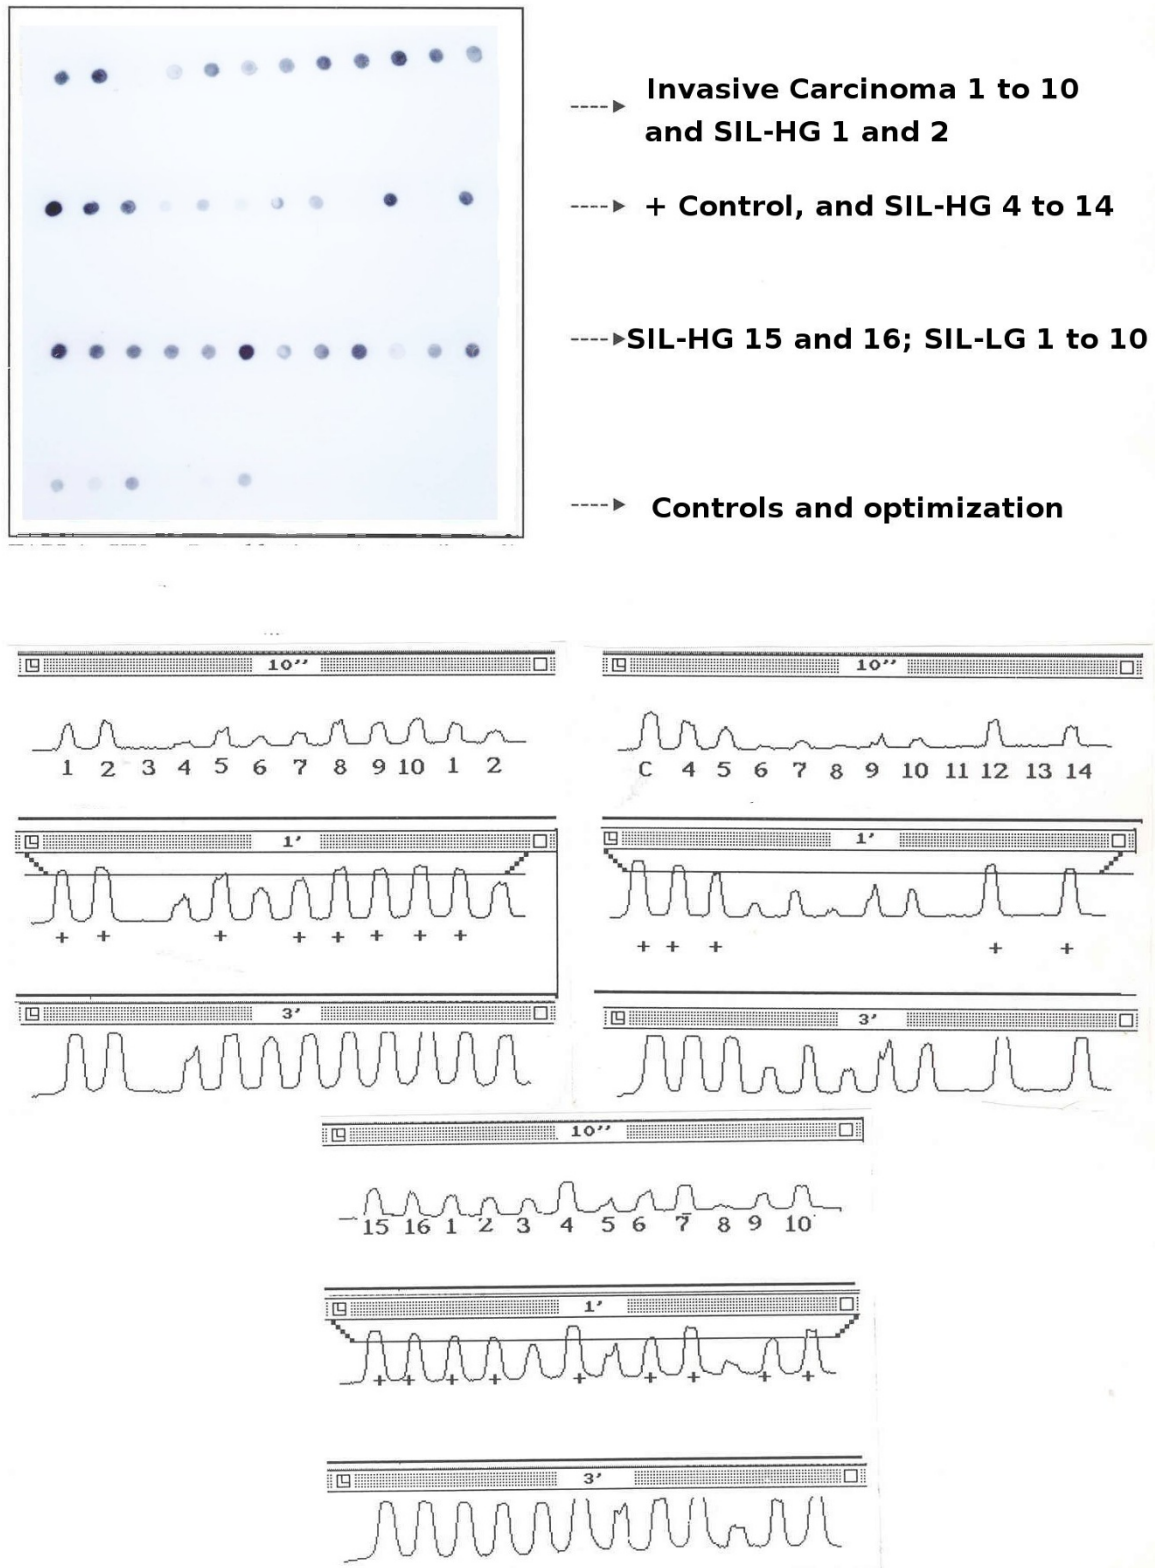 Invasive Carcinoma 1 to 10
and SIL-HG 1 and 2
+ Control, and SIL-HG 4 to 14
SIL-HG 15 and 16; SIL-LG 1 to 10
Controls and optimization
10''
1 2 3 4 5 6 7 8 9 10 1 2
1'
+ + + + + + + +
3'
10''
C 4 5 6 7 8 9 10 11 12 13 14
1'
+ + + + +
3'
10''
15 16 1 2 3 4 5 6 7 8 9 10
1'
+ + + + + + + + +
3'